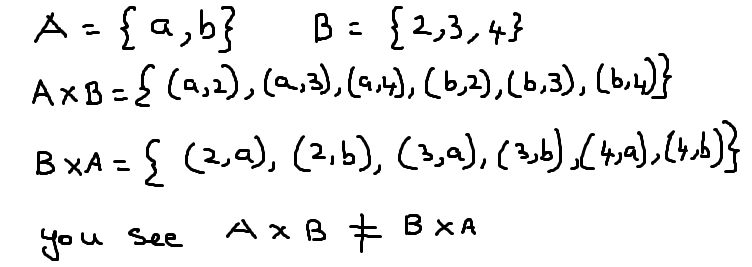 A = {a,b} B = {2,3,4}
A×B = {(a,2),(a,3),(a,4),(b,2),(b,3),(b,4)}
B×A = {(2,a),(2,b),(3,a),(3,b),(4,a),(4,b)}
you see A×B ≠ B×A